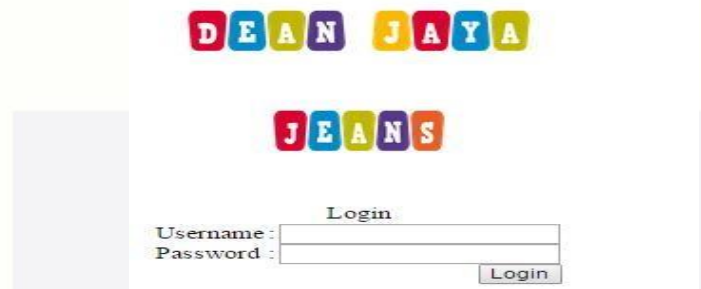 DEAN JAYA
JEANS
Login
Username :
Password :
Login